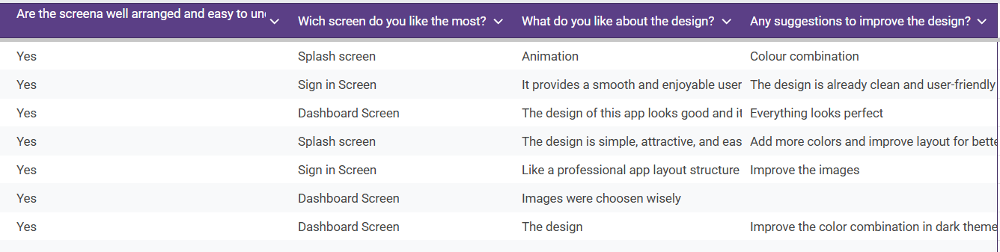 Are the screena well arranged and easy to un
Wich screen do you like the most?
What do you like about the design?
Any suggestions to improve the design?
Yes Splash screen Animation Colour combination
Yes Sign in Screen It provides a smooth and enjoyable user The design is already clean and user-friendly
Yes Dashboard Screen The design of this app looks good and it Everything looks perfect
Yes Splash screen The design is simple, attractive, and eas Add more colors and improve layout for bette
Yes Sign in Screen Like a professional app layout structure Improve the images
Yes Dashboard Screen Images were choosen wisely
Yes Dashboard Screen The design Improve the color combination in dark theme